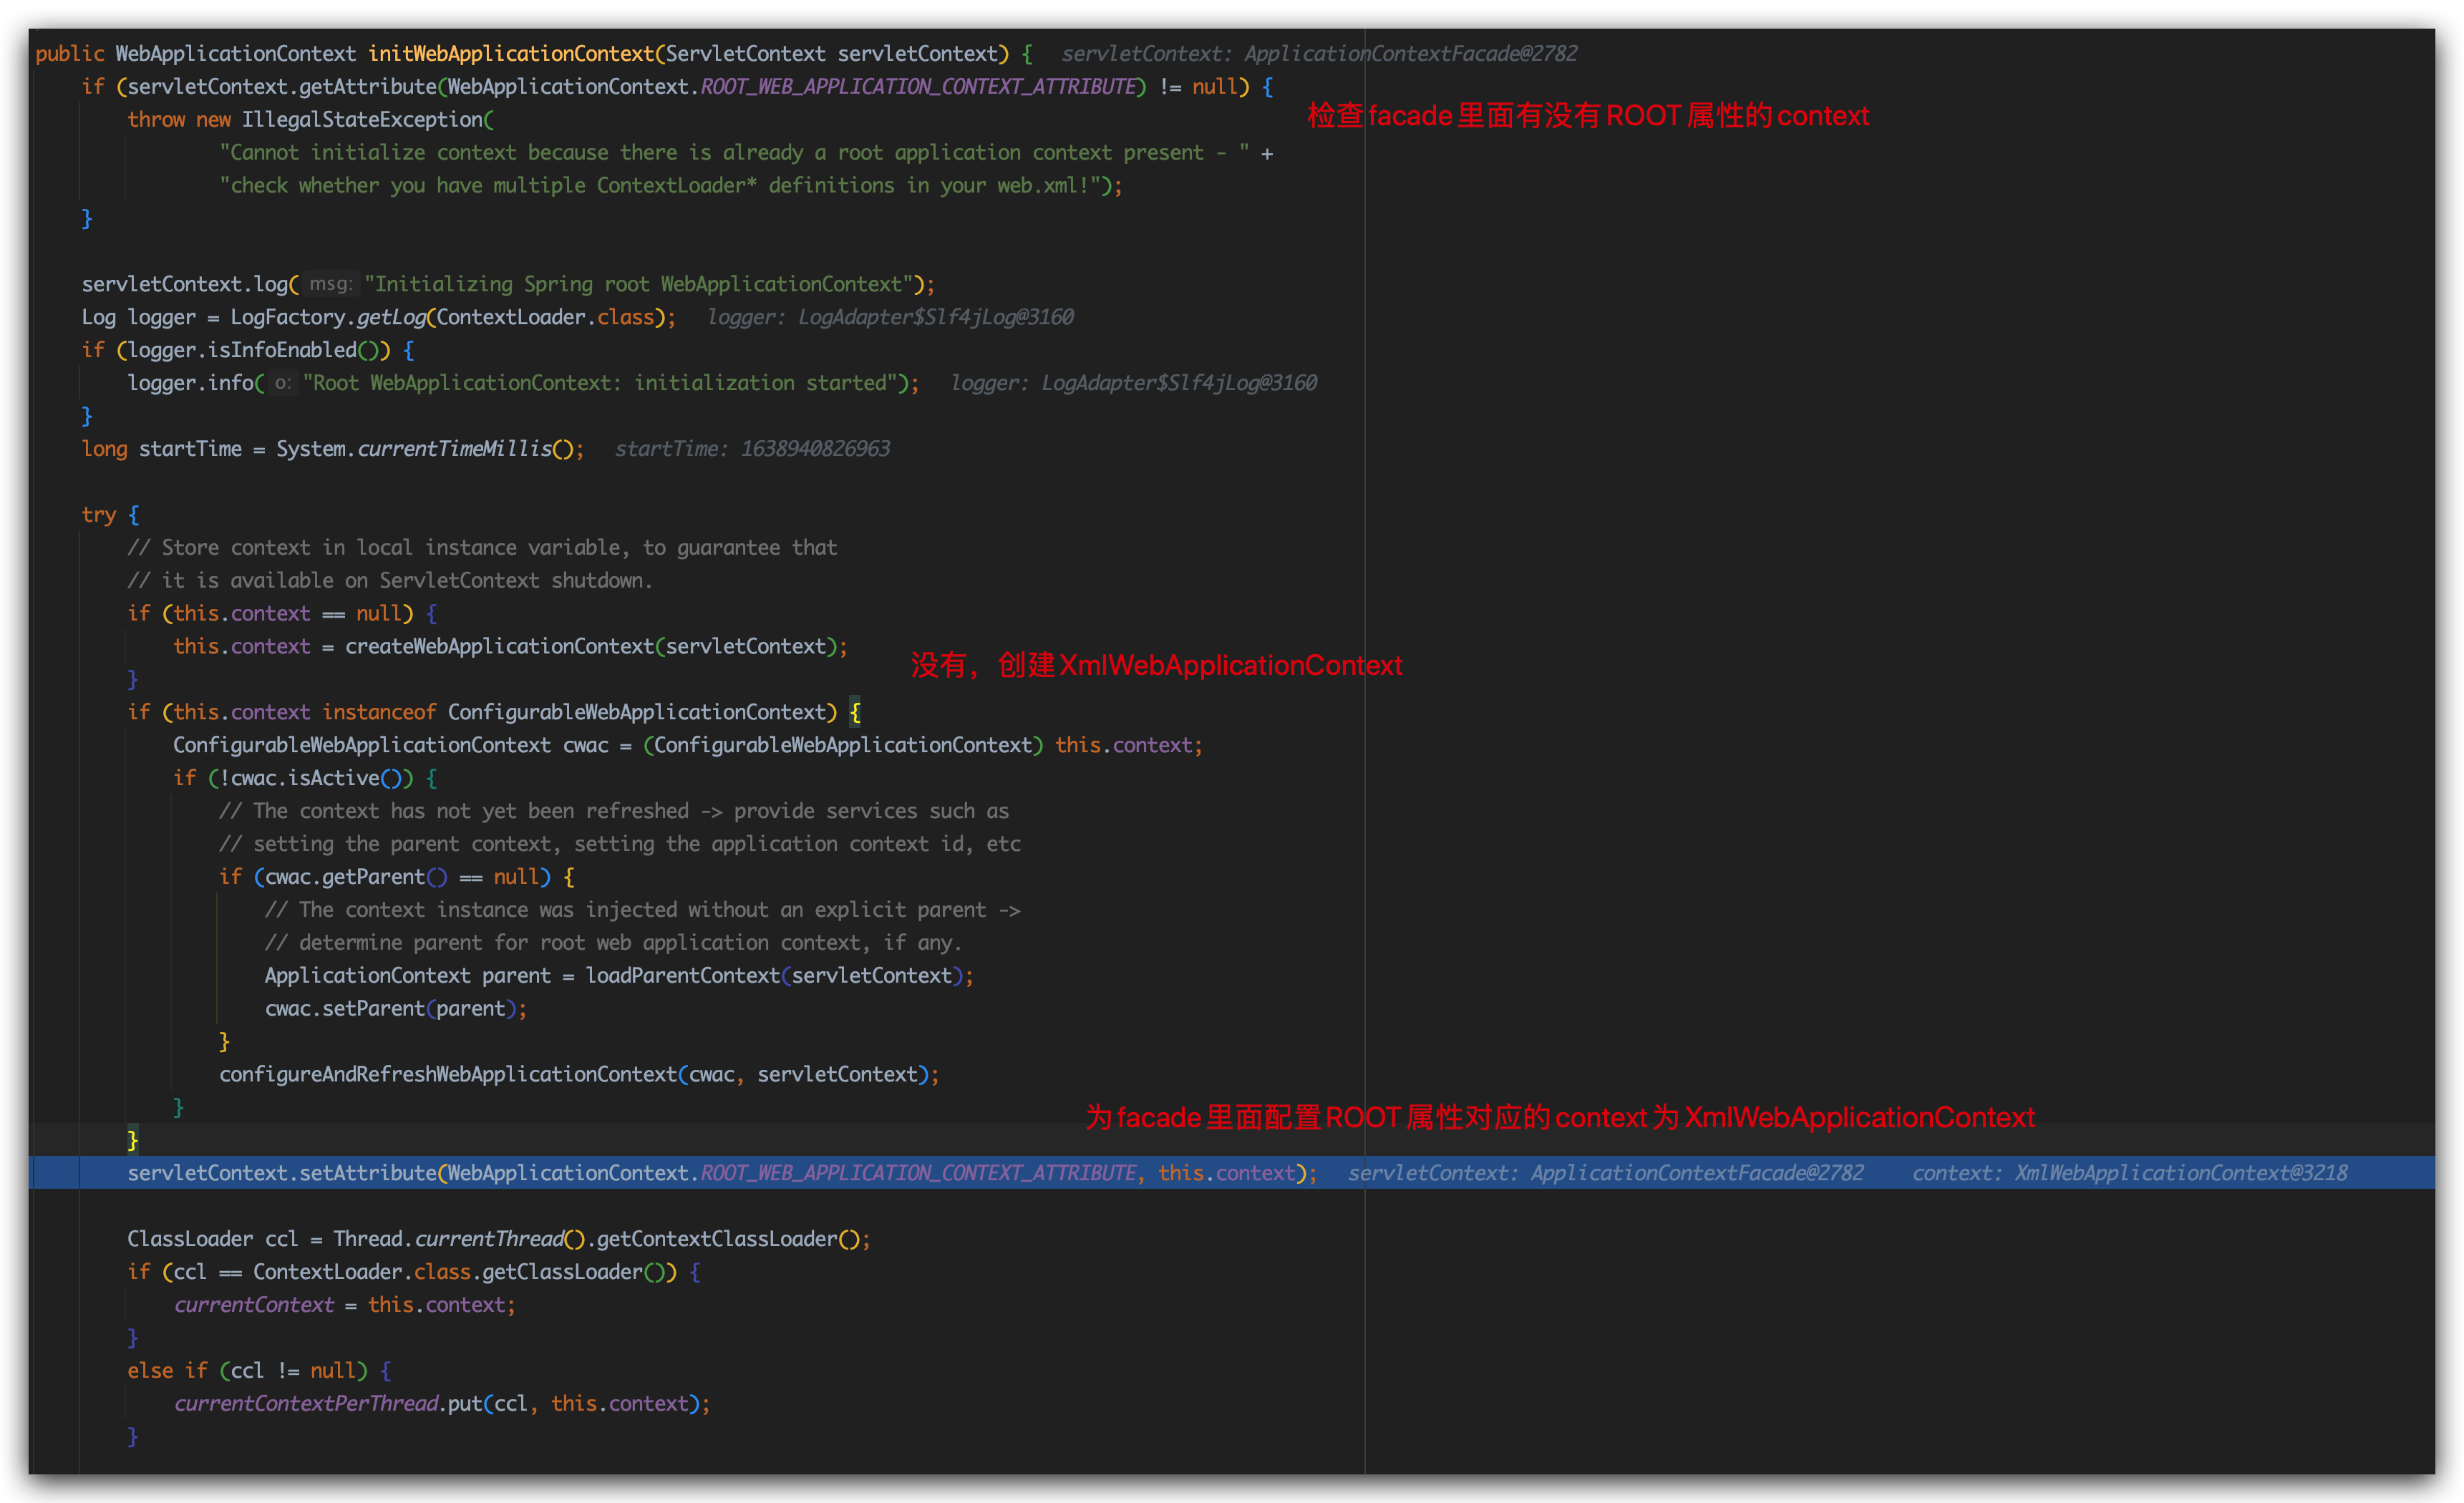 public WebApplicationContext initWebApplicationContext(ServletContext servletContext) {   servletContext: ApplicationContextFacade@2782
if (servletContext.getAttribute(WebApplicationContext.ROOT_WEB_APPLICATION_CONTEXT_ATTRIBUTE) != null) {
检查facade里面有没有ROOT属性的context
throw new IllegalStateException(
"Cannot initialize context because there is already a root application context present - " +
"check whether you have multiple ContextLoader* definitions in your web.xml!");
}
servletContext.log( msg: "Initializing Spring root WebApplicationContext");
Log logger = LogFactory.getLog(ContextLoader.class);   logger: LogAdapter$Slf4jLog@3160
if (logger.isInfoEnabled()) {
logger.info( o: "Root WebApplicationContext: initialization started");   logger: LogAdapter$Slf4jLog@3160
}
long startTime = System.currentTimeMillis();   startTime: 1638940826963
try {
// Store context in local instance variable, to guarantee that
// it is available on ServletContext shutdown.
if (this.context == null) {
this.context = createWebApplicationContext(servletContext);
没有，创建XmlWebApplicationContext
}
if (this.context instanceof ConfigurableWebApplicationContext) {
ConfigurableWebApplicationContext cwac = (ConfigurableWebApplicationContext) this.context;
if (!cwac.isActive()) {
// The context has not yet been refreshed -> provide services such as
// setting the parent context, setting the application context id, etc
if (cwac.getParent() == null) {
// The context instance was injected without an explicit parent ->
// determine parent for root web application context, if any.
ApplicationContext parent = loadParentContext(servletContext);
cwac.setParent(parent);
}
configureAndRefreshWebApplicationContext(cwac, servletContext);
}
为facade里面配置ROOT属性对应的context为XmlWebApplicationContext
}
servletContext.setAttribute(WebApplicationContext.ROOT_WEB_APPLICATION_CONTEXT_ATTRIBUTE, this.context);   servletContext: ApplicationContextFacade@2782    context: XmlWebApplicationContext@3218
ClassLoader ccl = Thread.currentThread().getContextClassLoader();
if (ccl == ContextLoader.class.getClassLoader()) {
currentContext = this.context;
}
else if (ccl != null) {
currentContextPerThread.put(ccl, this.context);
}